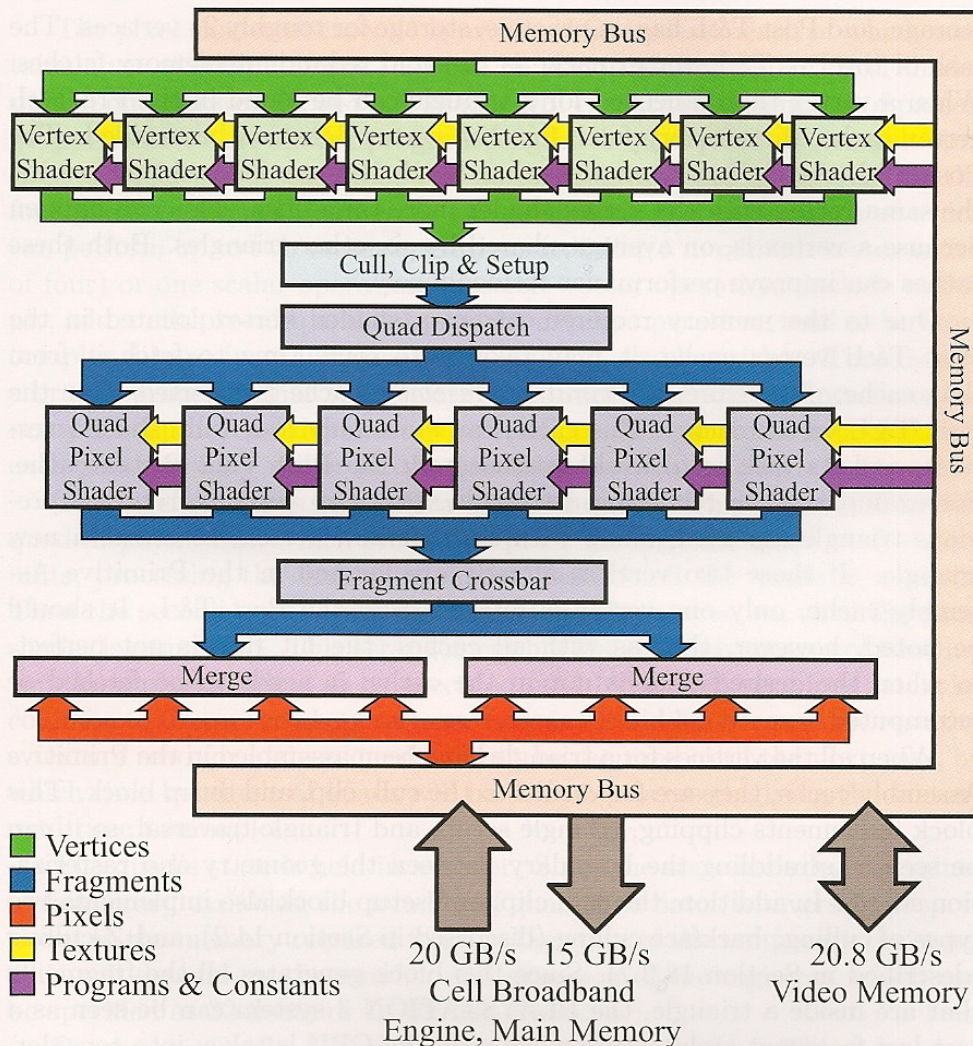 Memory Bus
Vertex Shader
Vertex Shader
Vertex Shader
Vertex Shader
Vertex Shader
Vertex Shader
Vertex Shader
Vertex Shader
Cull, Clip & Setup
Quad Dispatch
Quad Pixel Shader
Quad Pixel Shader
Quad Pixel Shader
Quad Pixel Shader
Quad Pixel Shader
Quad Pixel Shader
Memory Bus
Fragment Crossbar
Merge
Merge
Memory Bus
Vertices
Fragments
Pixels
Textures
Programs & Constants
20 GB/s
15 GB/s
Cell Broadband
Engine, Main Memory
20.8 GB/s
Video Memory